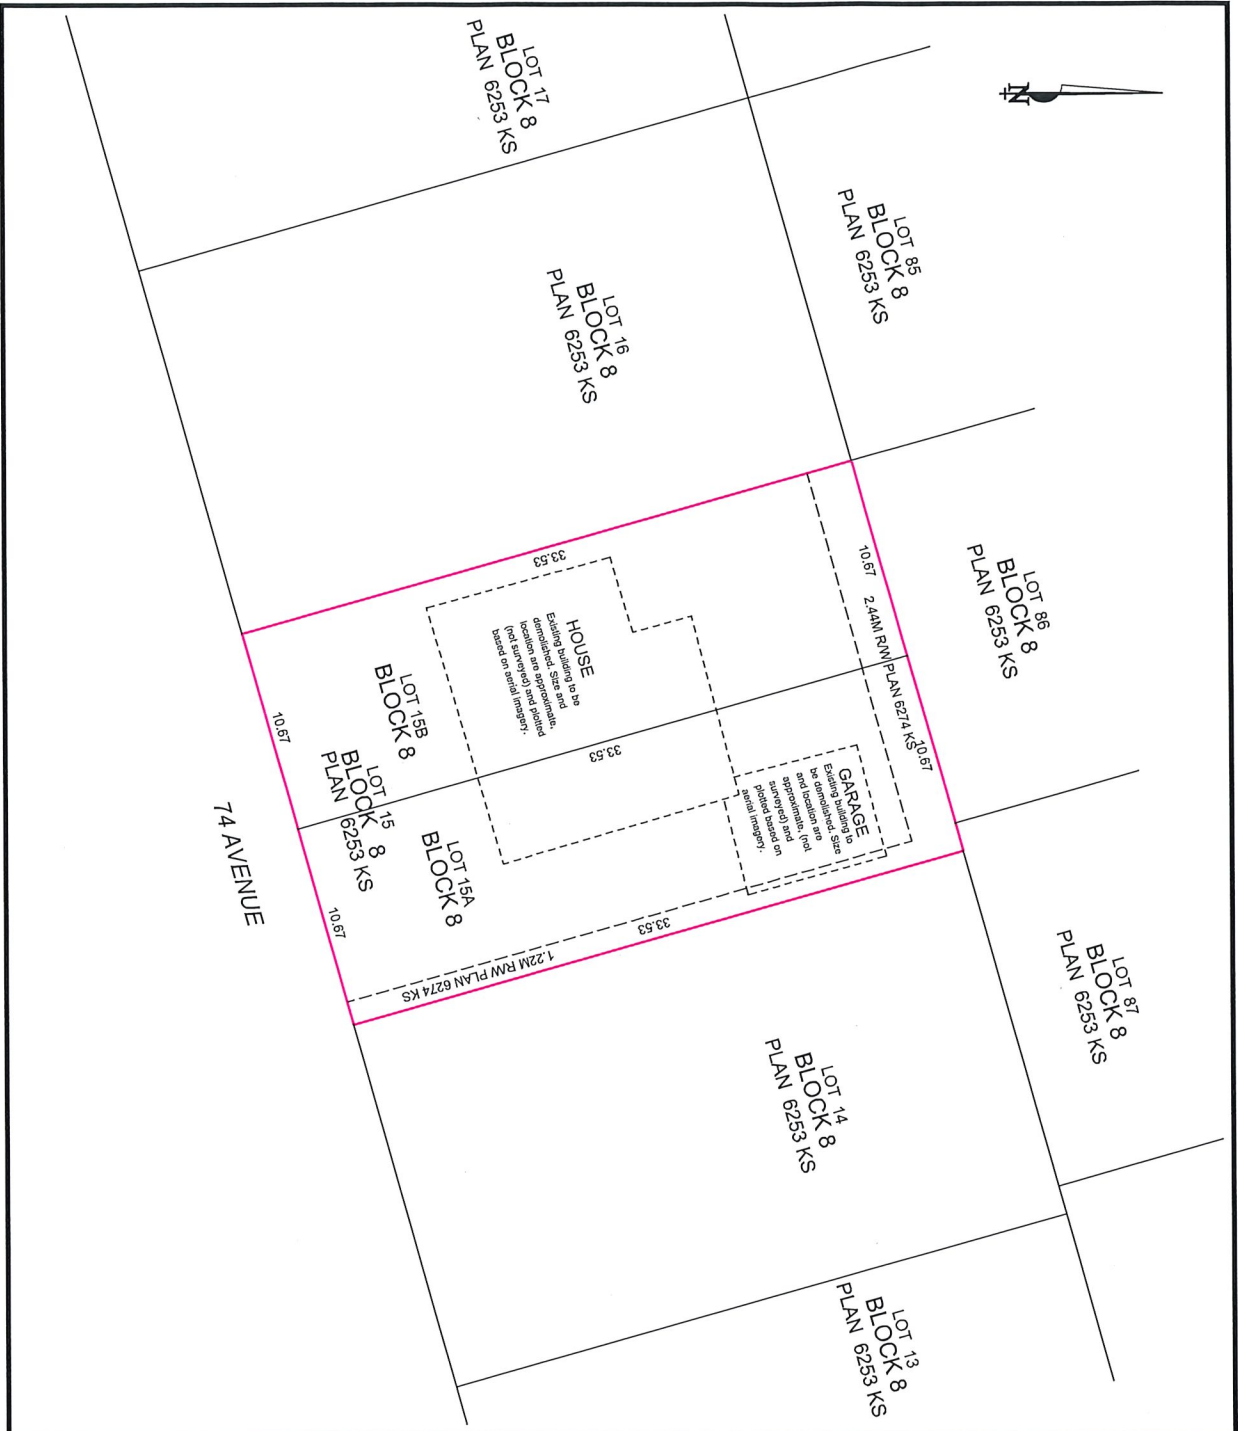 LOT 17
BLOCK 8
PLAN 6253 KS
N
LOT 85
BLOCK 8
PLAN 6253 KS
LOT 16
BLOCK 8
PLAN 6253 KS
LOT 86
BLOCK 8
PLAN 6253 KS
10.67
2.44M R/W PLAN 6274 KS
10.67
33.53
HOUSE
Existing building to be
demolished. Size and
location are approximate,
(not surveyed) and plotted
based on aerial imagery.
33.53
GARAGE
Existing building to
be demolished. Size
and location are
approximate, (not
surveyed) and
plotted based on
aerial imagery.
LOT 15B
BLOCK 8
10.67
LOT 15
BLOCK 8
PLAN 6253 KS
LOT 15A
BLOCK 8
10.67
33.53
1.22M R/W PLAN 6274 KS
74 AVENUE
LOT 87
BLOCK 8
PLAN 6253 KS
LOT 14
BLOCK 8
PLAN 6253 KS
LOT 13
BLOCK 8
PLAN 6253 KS